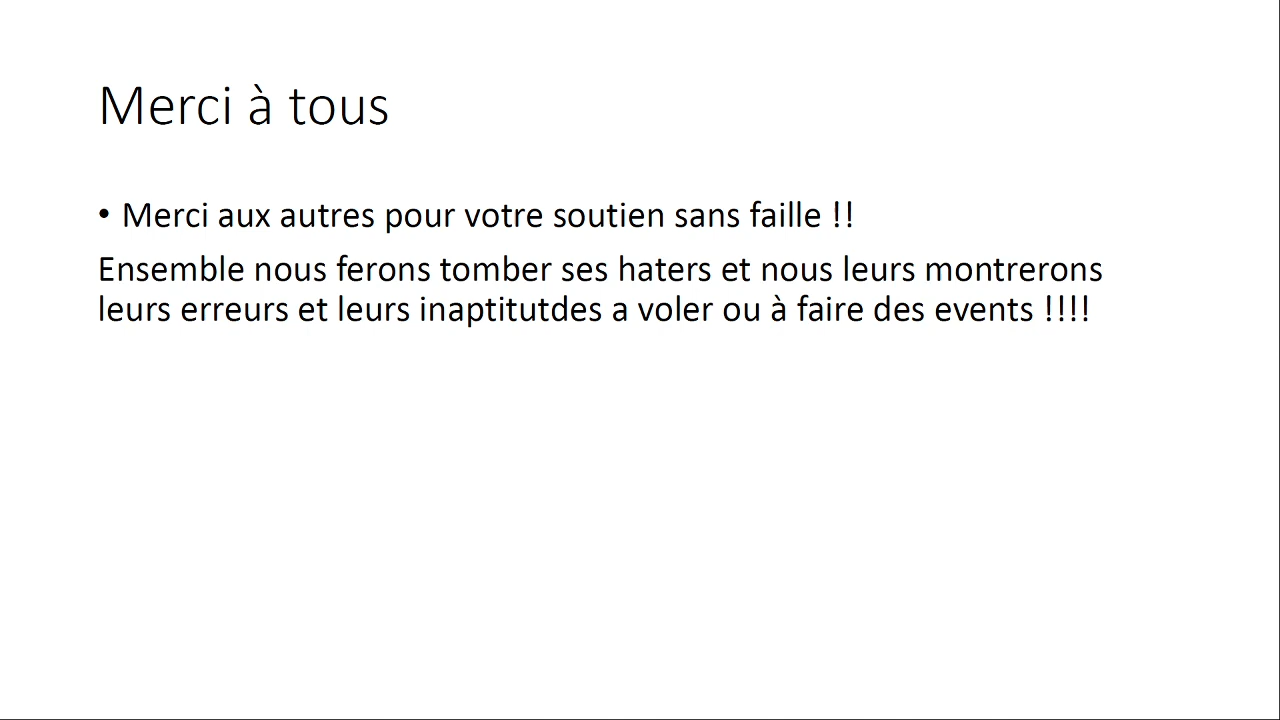 Merci à tous
• Merci aux autres pour votre soutien sans faille !!
Ensemble nous ferons tomber ses haters et nous leurs montrerons
leurs erreurs et leurs inaptitutdes a voler ou à faire des events !!!!